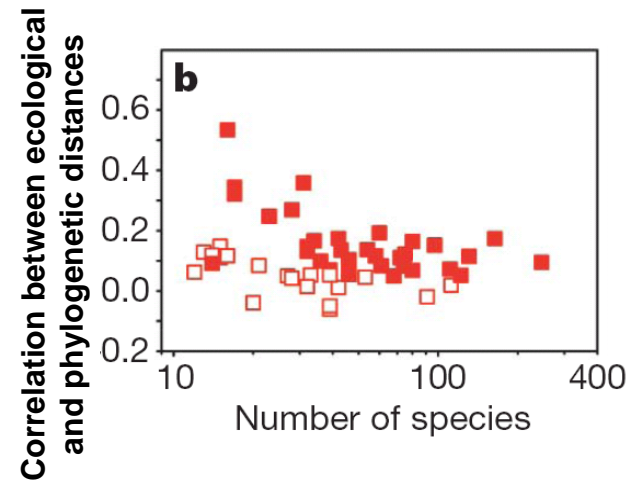 Correlation between ecological
and phylogenetic distances
b
0.6
0.4
0.2
0.0
0.2
10
100
400
Number of species